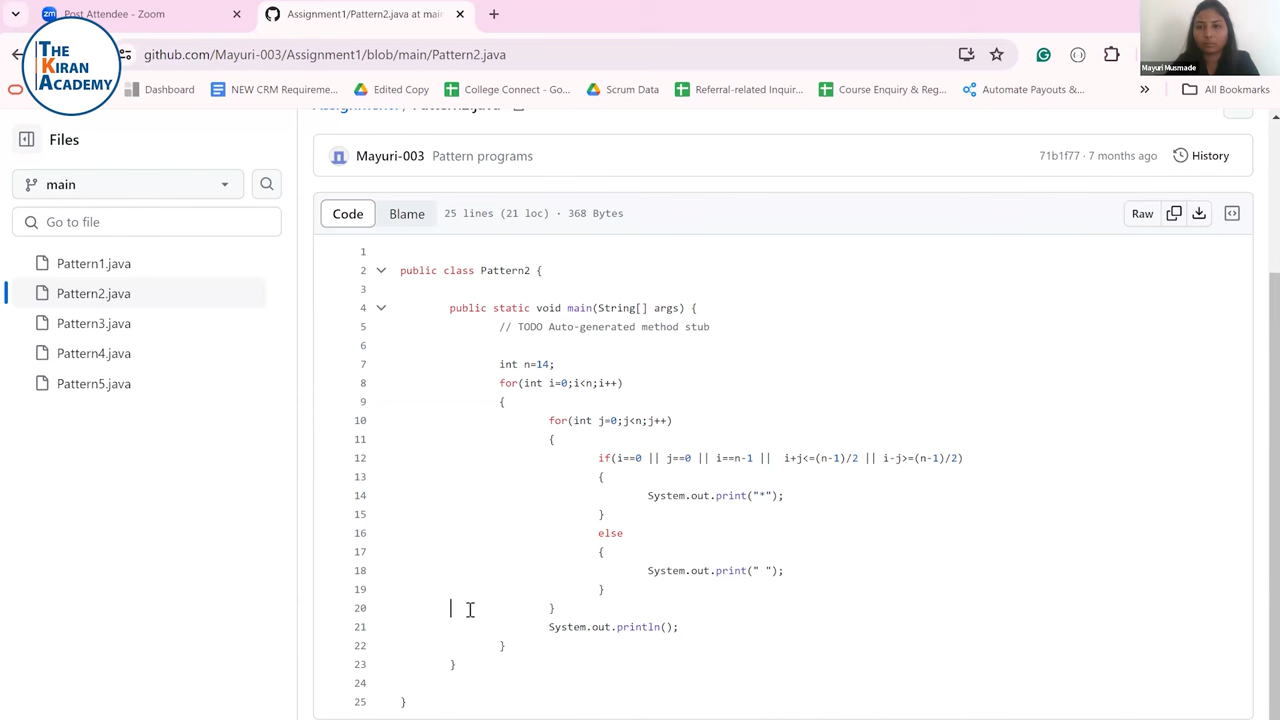 Post Attendee - Zoom
Assignment1/Pattern2.java at mair
THE
KIRAN
ACADEMY
github.com/Mayuri-003/Assignment1/blob/main/Pattern2.java
Mayuri Musmade
Dashboard
NEW CRM Requireme...
Edited Copy
College Connect - Go...
Scrum Data
Referral-related Inquir...
Course Enquiry & Reg...
Automate Payouts &...
All Bookmarks
Files
Mayuri-003 Pattern programs
71b1f77 · 7 months ago
History
main
Code
Blame
25 lines (21 loc) · 368 Bytes
Raw
Go to file
Pattern1.java
Pattern2.java
Pattern3.java
Pattern4.java
Pattern5.java
1
2 public class Pattern2 {
3
4 public static void main(String[] args) {
5 // TODO Auto-generated method stub
6
7 int n=14;
8 for(int i=0;i<n;i++)
9 {
10 for(int j=0;j<n;j++)
11 {
12 if(i==0 || j==0 || i==n-1 ||  i+j<=(n-1)/2 || i-j>=(n-1)/2)
13 {
14 System.out.print("*");
15 }
16 else
17 {
18 System.out.print(" ");
19 }
20 }
21 System.out.println();
22 }
23 }
24
25 }